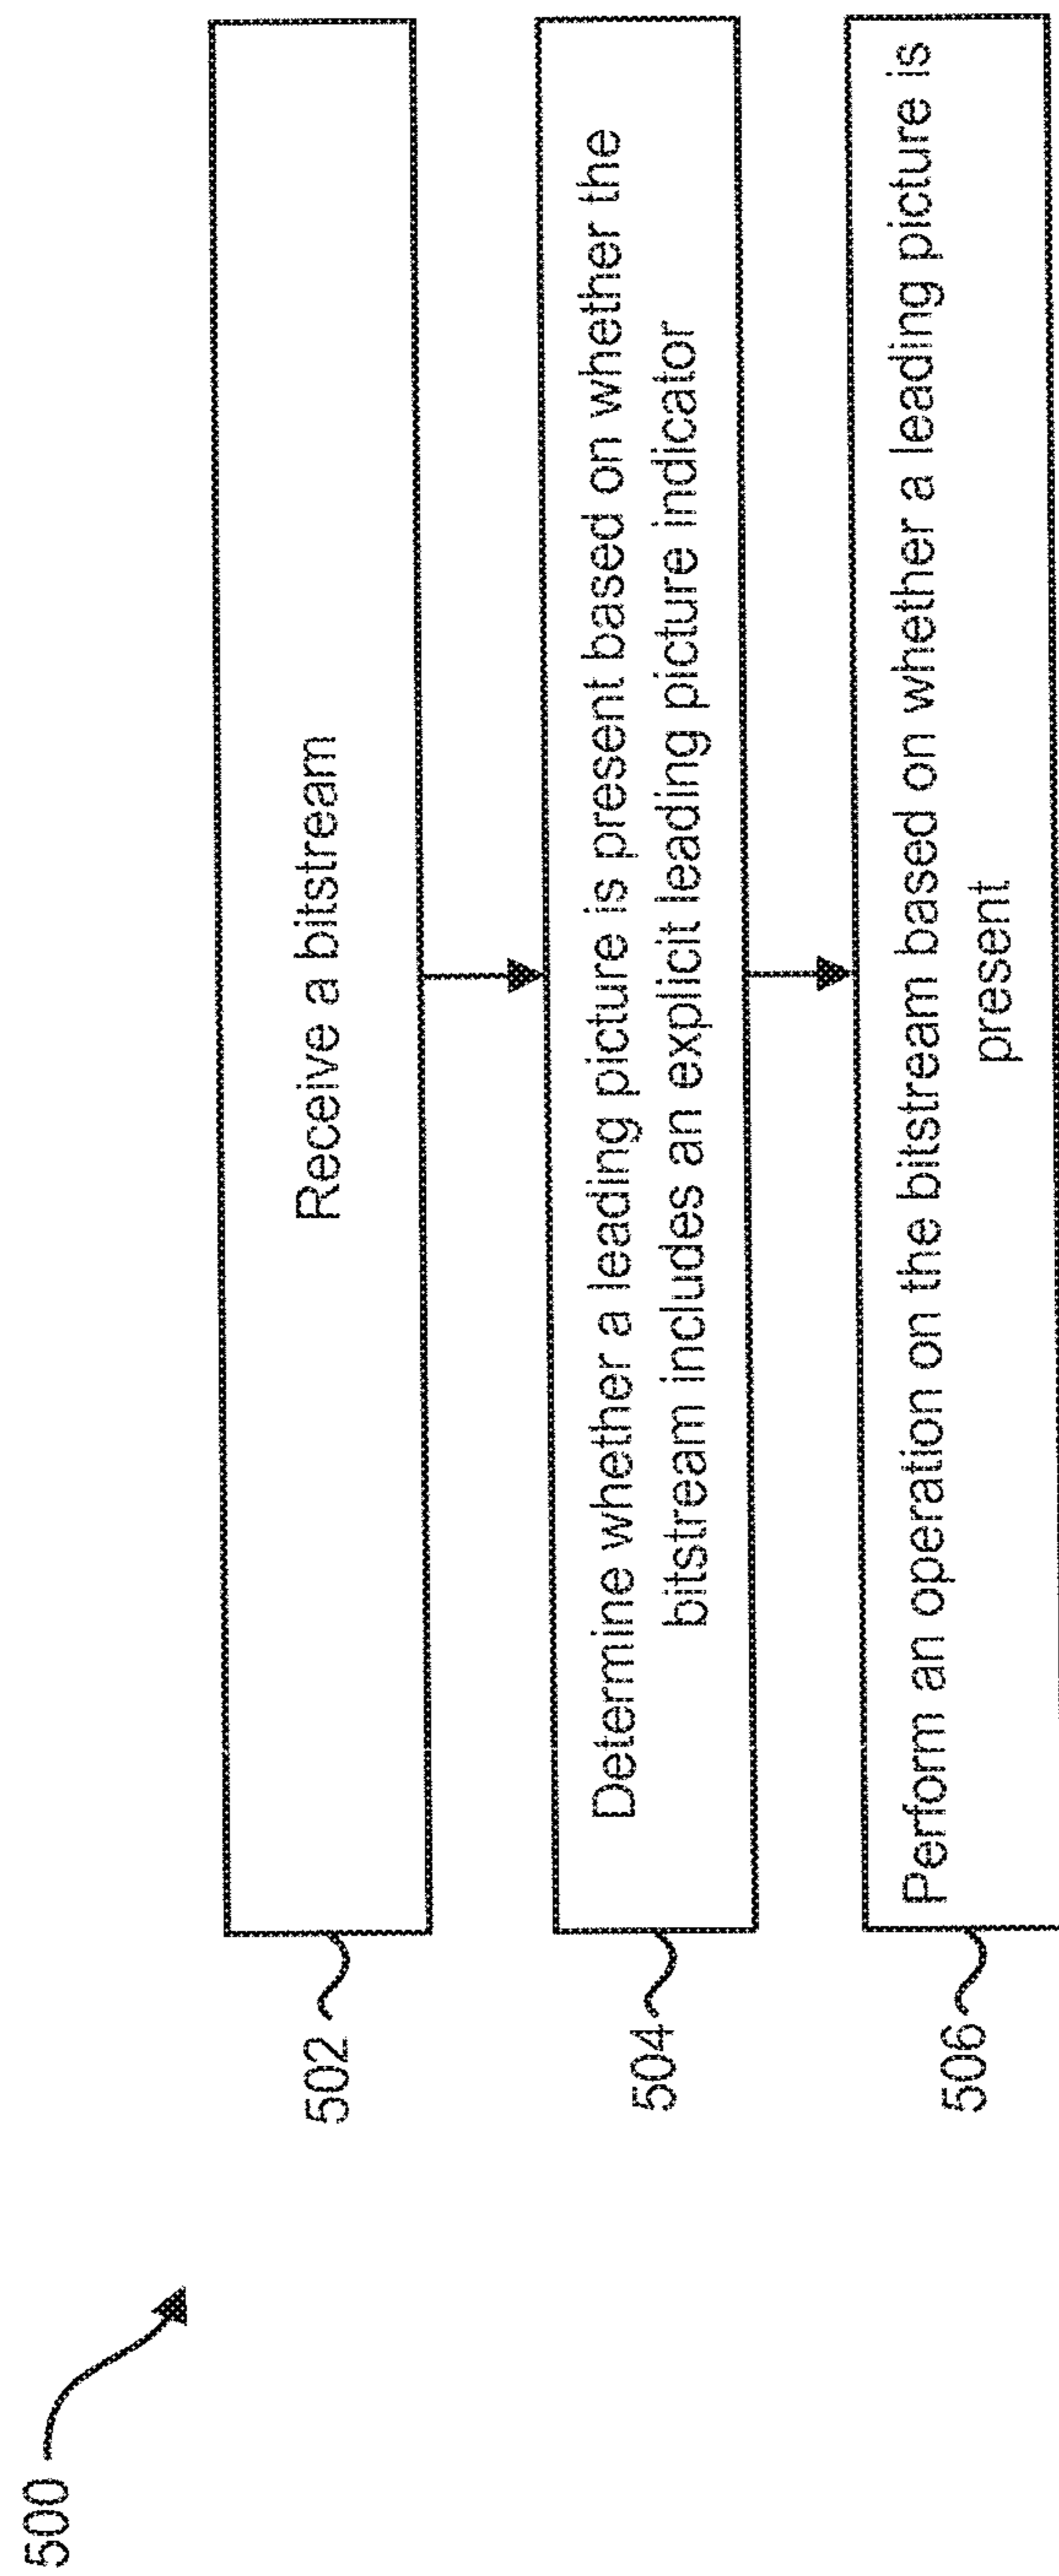 500
502
Receive a bitstream
504
Determine whether a leading picture is present based on whether the
bitstream includes an explicit leading picture indicator
506
Perform an operation on the bitstream based on whether a leading picture is
present